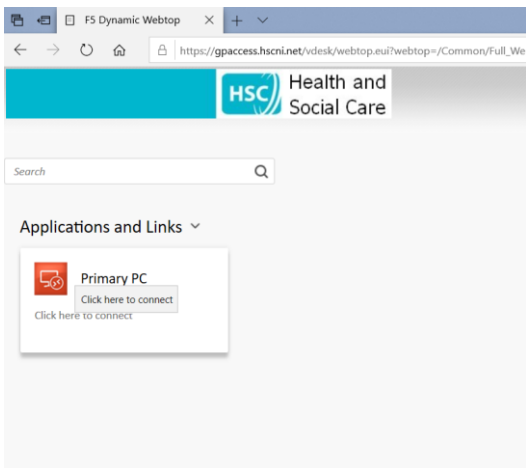 F5 Dynamic Webtop
https://gpaccess.hscni.net/vdesk/webtop.eui?webtop=/Common/Full_We
HSC Health and
Social Care
Search
Applications and Links
Primary PC
Click here to connect
Click here to connect